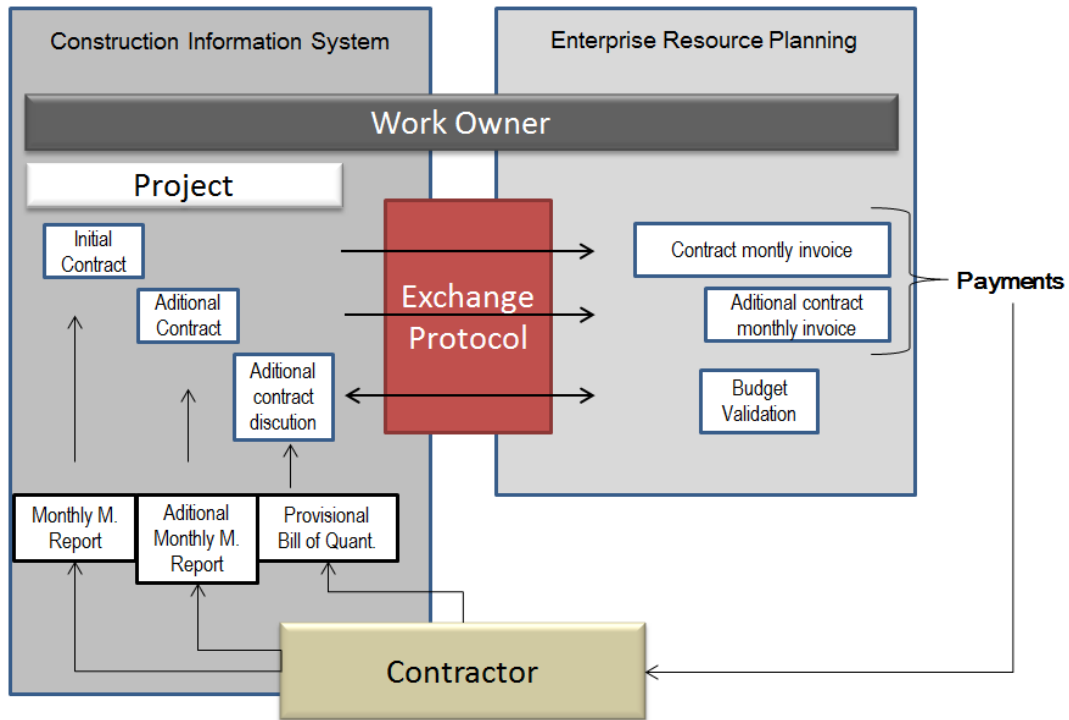 Construction Information System
Enterprise Resource Planning
Work Owner
Project
Initial
Contract
Aditional
Contract
Aditional
contract
discution
Exchange
Protocol
Contract montly invoice
Aditional contract
monthly invoice
Budget
Validation
Payments
Monthly M.
Report
Aditional
Monthly M.
Report
Provisional
Bill of Quant.
Contractor